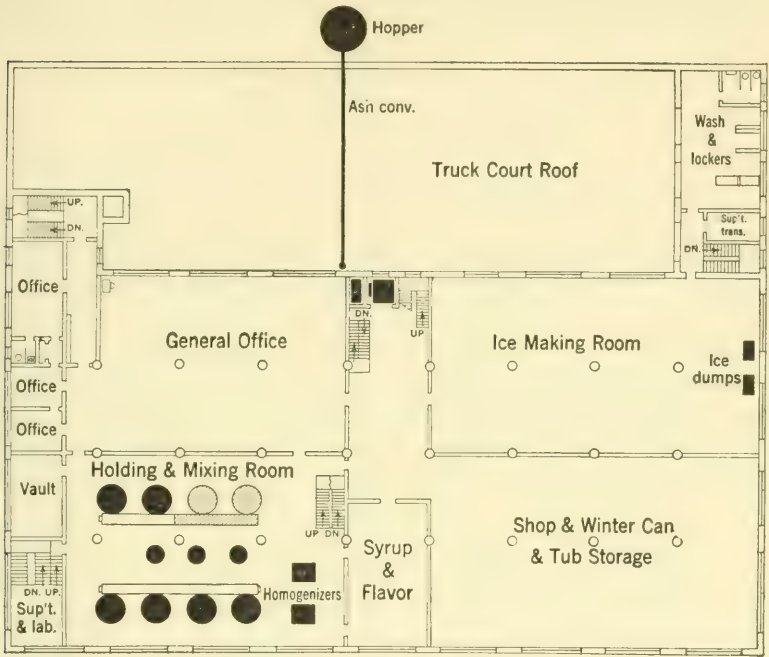 Hopper
Ash conv.
Truck Court Roof
Wash
&
lockers
UP.
DN.
Sup't.
trans.
DN.
Office
General Office
DN.
UP
Ice Making Room
Ice
dumps
Office
Office
Vault
Holding & Mixing Room
UP DN
Syrup
&
Flavor
Shop & Winter Can
& Tub Storage
DN. UP.
Sup't.
& lab.
Homogenizers